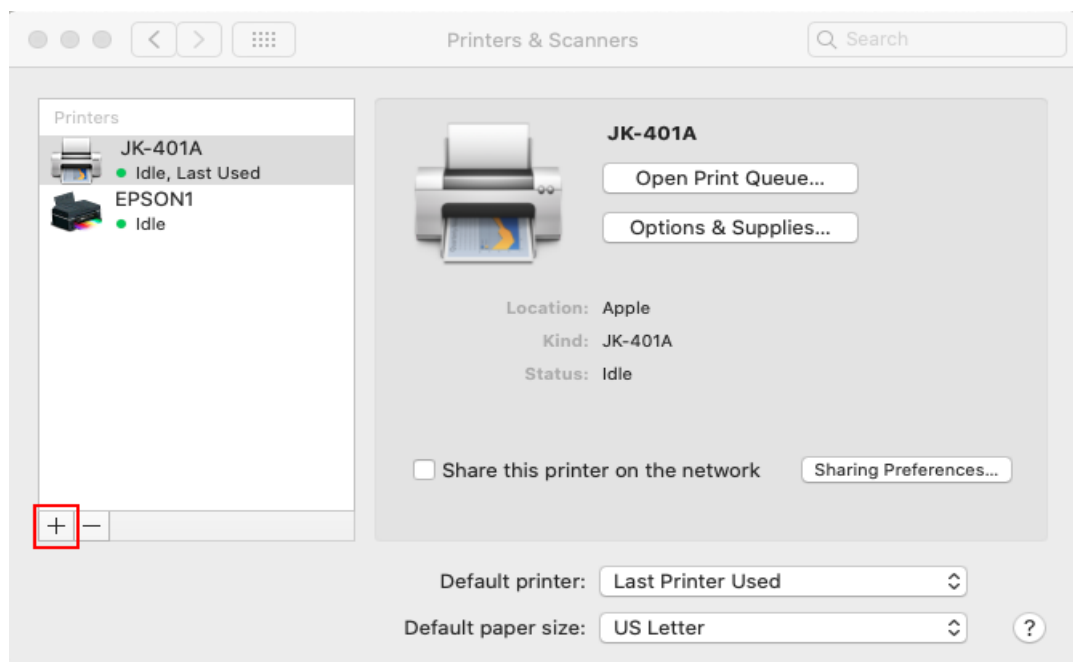 Printers & Scanners
Search
Printers
JK-401A
Idle, Last Used
EPSON1
Idle
JK-401A
Open Print Queue...
Options & Supplies...
Location: Apple
Kind: JK-401A
Status: Idle
Share this printer on the network
Sharing Preferences...
+ −
Default printer: Last Printer Used
Default paper size: US Letter
?